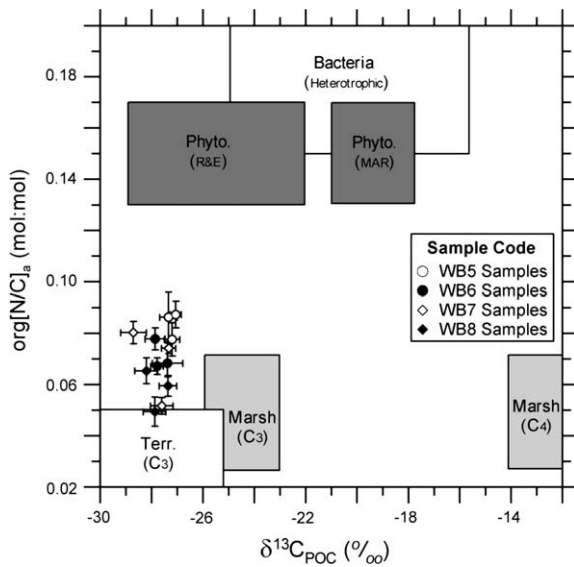 0.18
0.14
0.10
0.06
0.02
org[N/C]a (mol:mol)
Bacteria
(Heterotrophic)
Phyto.
(R&E)
Phyto.
(MAR)
Sample Code
WB5 Samples
WB6 Samples
WB7 Samples
WB8 Samples
Marsh
(C3)
Marsh
(C4)
Terr.
(C3)
-30
-26
-22
-18
-14
δ13CPOC (o/oo)